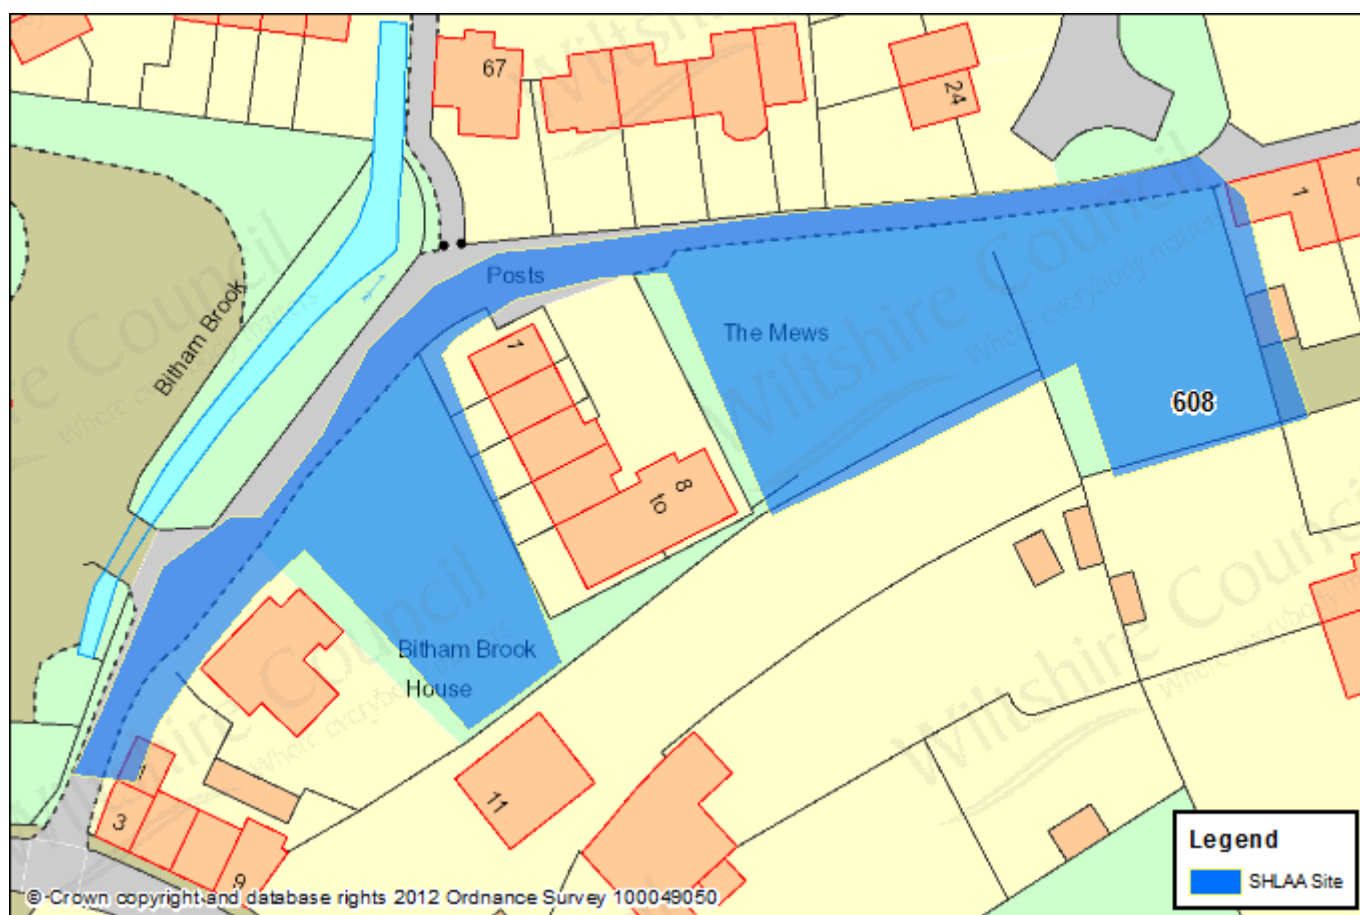 67
24
1
Posts
Bitham Brook
The Mews
7
608
8
10
Bitham Brook
House
11
3
9
Legend
SHLAA Site
© Crown copyright and database rights 2012 Ordnance Survey 100049050
Wiltshire Council
Where everybody matters